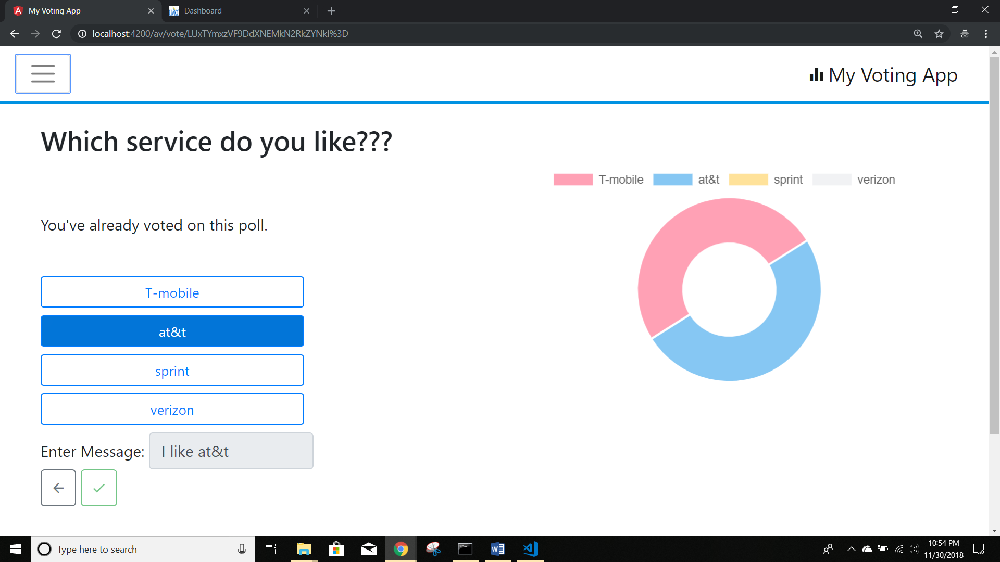 My Voting App
Dashboard
localhost:4200/av/vote/LUxTYmxzVF9DdXNEMkN2RkZYNkl%3D
My Voting App
Which service do you like???
T-mobile at&t sprint verizon
You've already voted on this poll.
T-mobile
at&t
sprint
verizon
Enter Message: I like at&t
Type here to search
10:54 PM
11/30/2018